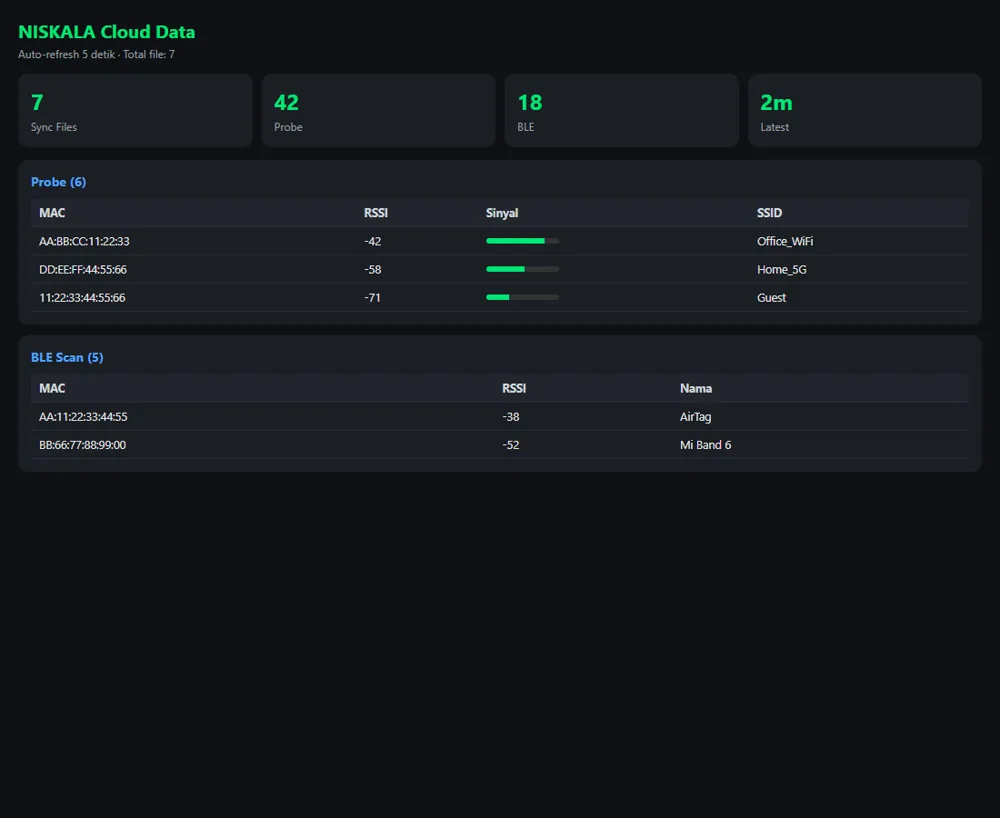 NISKALA Cloud Data
Auto-refresh 5 detik · Total file: 7
7
Sync Files
42
Probe
18
BLE
2m
Latest
Probe (6)
MAC RSSI Sinyal SSID
AA:BB:CC:11:22:33 -42 Office_WiFi
DD:EE:FF:44:55:66 -58 Home_5G
11:22:33:44:55:66 -71 Guest
BLE Scan (5)
MAC RSSI Nama
AA:11:22:33:44:55 -38 AirTag
BB:66:77:88:99:00 -52 Mi Band 6